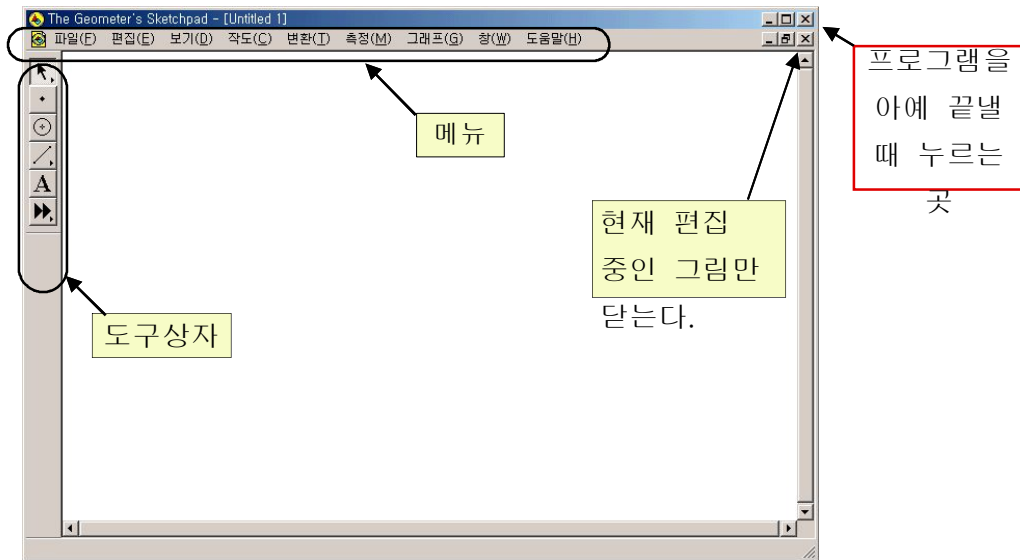 The Geometer's Sketchpad - [Untitled 1]
파일(F) 편집(E) 보기(D) 작도(C) 변환(T) 측정(M) 그래프(G) 창(W) 도움말(H)
A
메뉴
도구상자
현재 편집
중인 그림만
닫는다.
프로그램을
아예 끝낼
때 누르는
곳